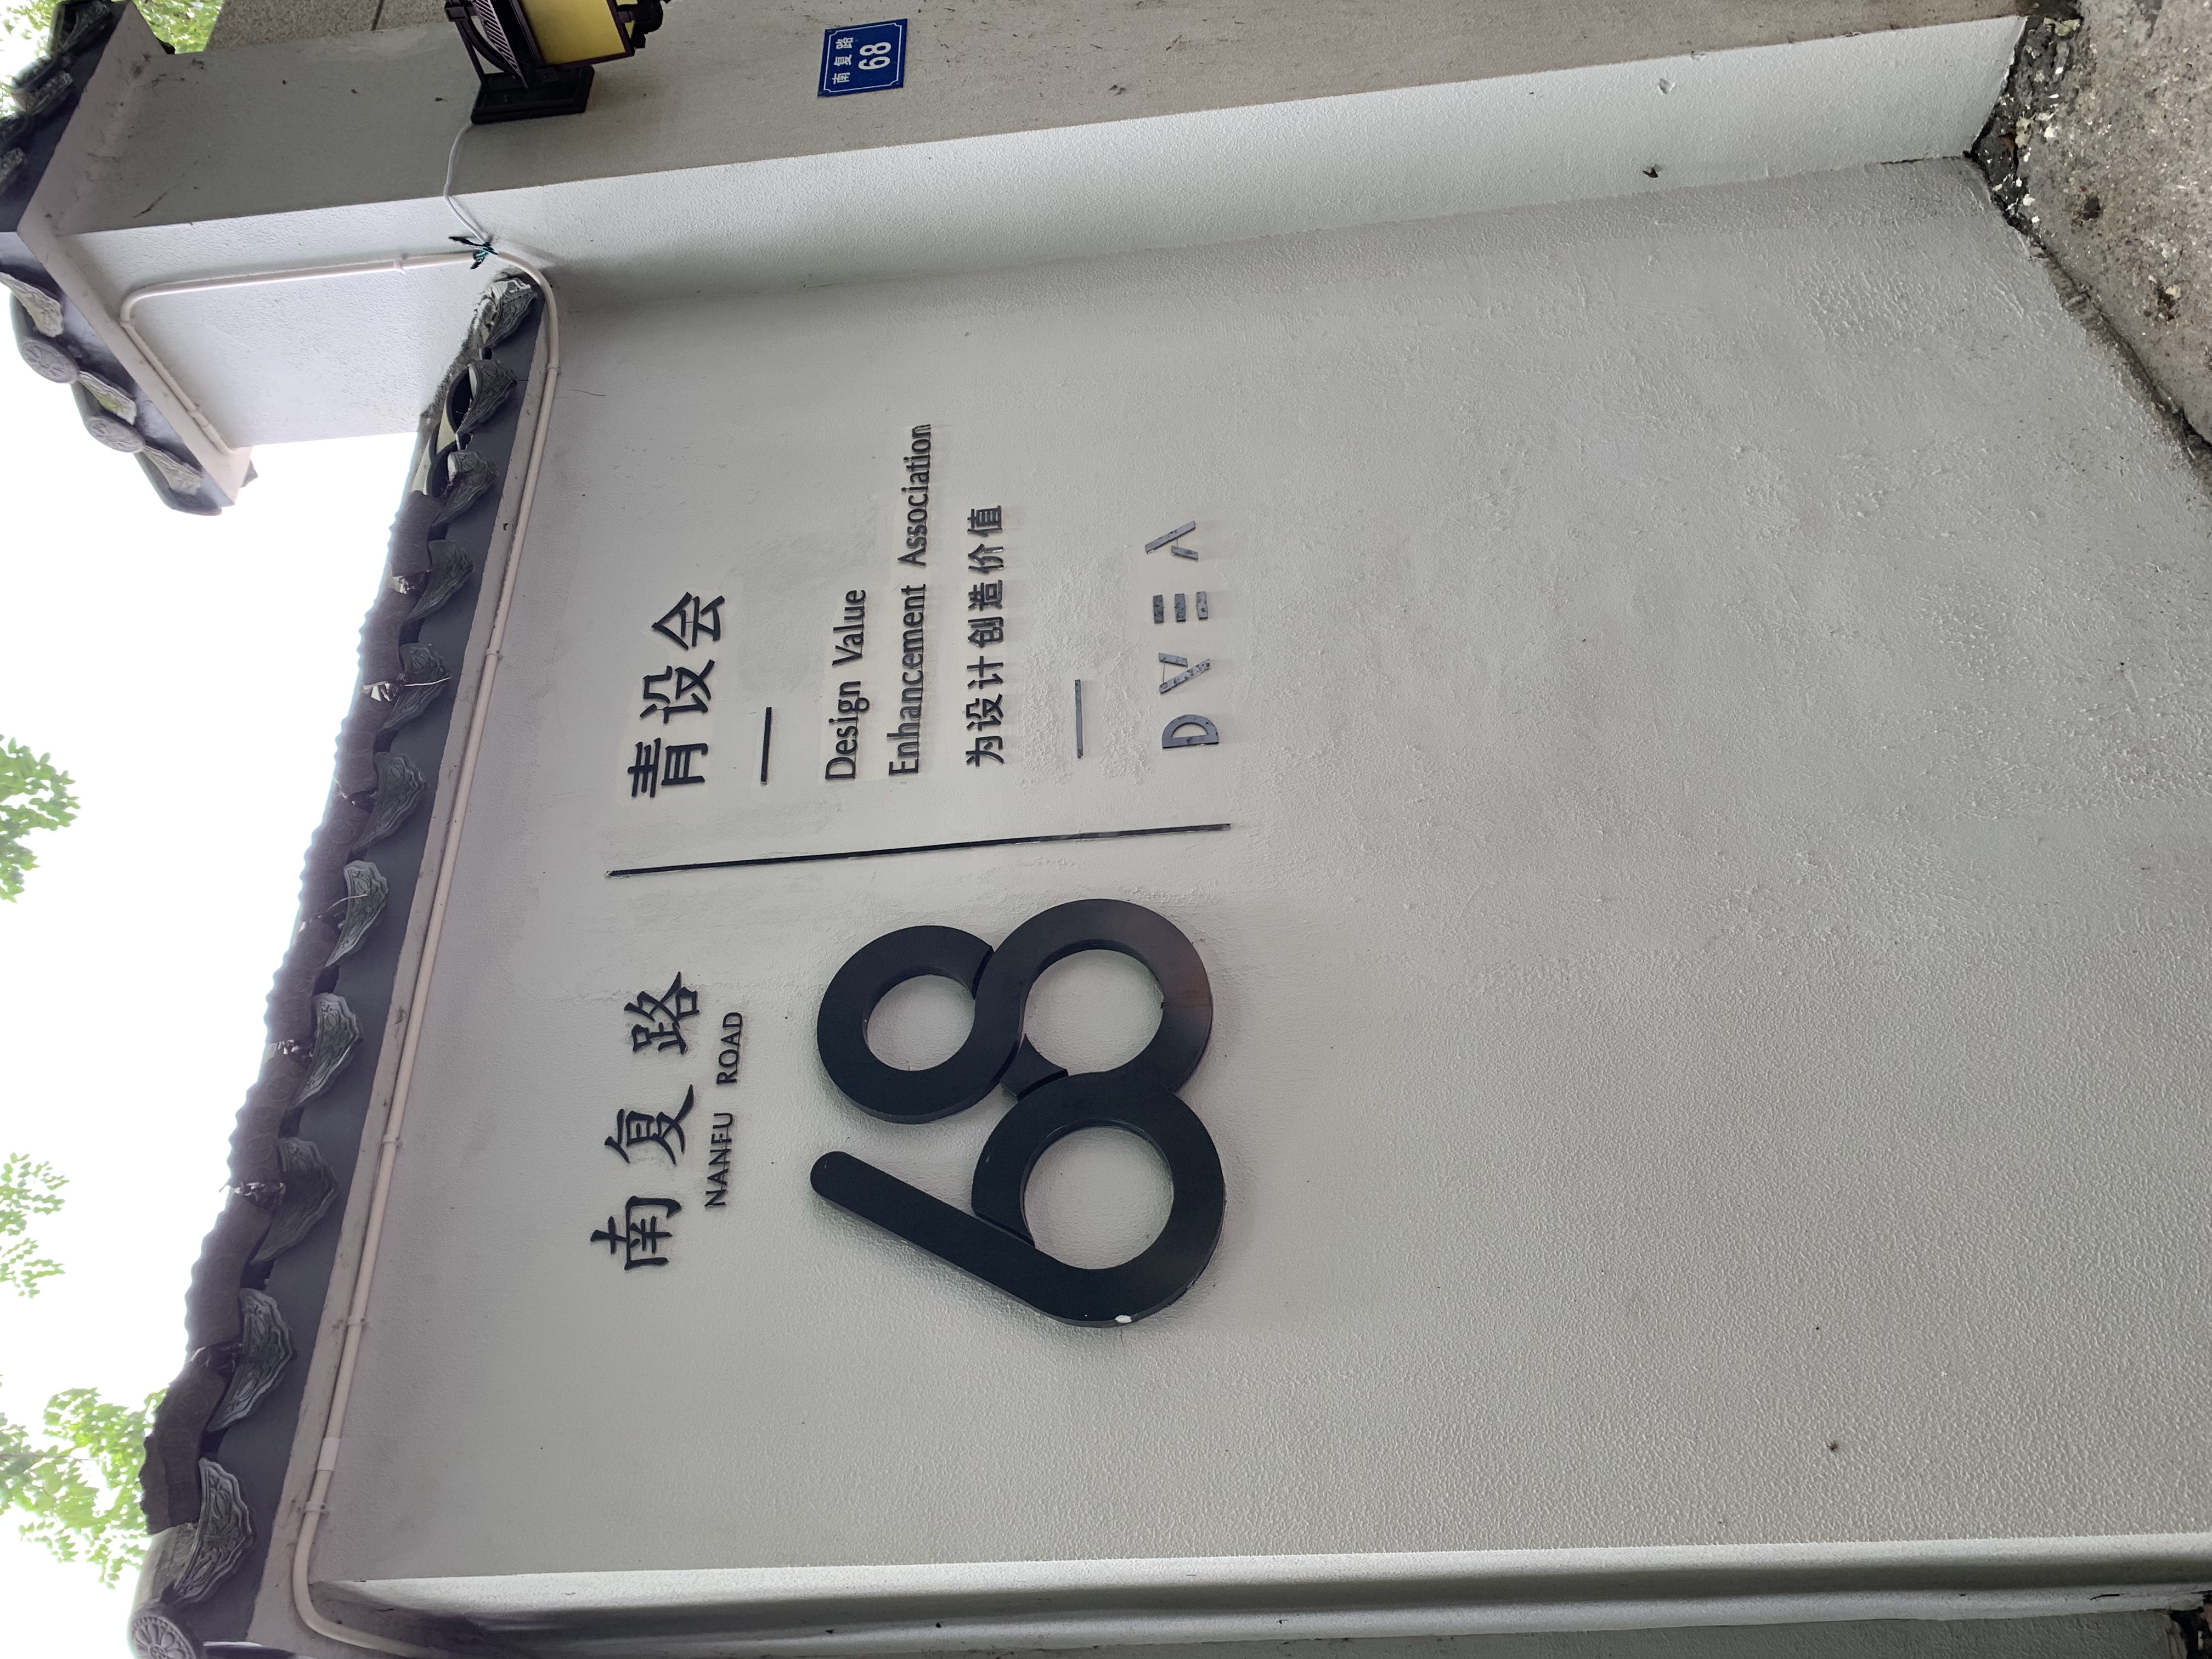 南复路
NANFU ROAD
68
青设会
Design Value
Enhancement Association
为设计创造价值
DVEA
南复路
68